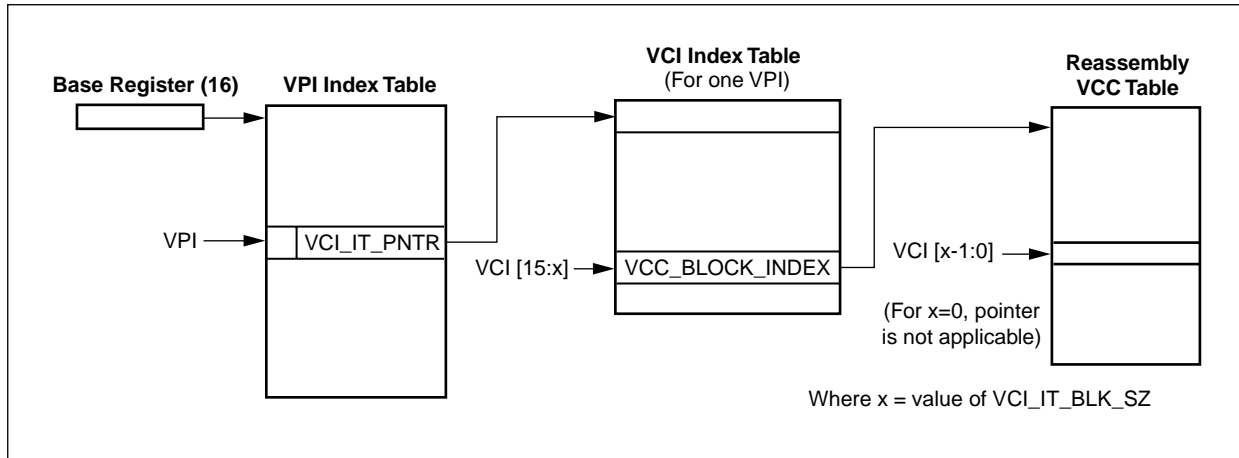 Base Register (16)
VPI Index Table
VCI Index Table
(For one VPI)
Reassembly
VCC Table
VPI
VCI_IT_PNTR
VCI [15:x]
VCC_BLOCK_INDEX
VCI [x-1:0]
(For x=0, pointer
is not applicable)
Where x = value of VCI_IT_BLK_SZ